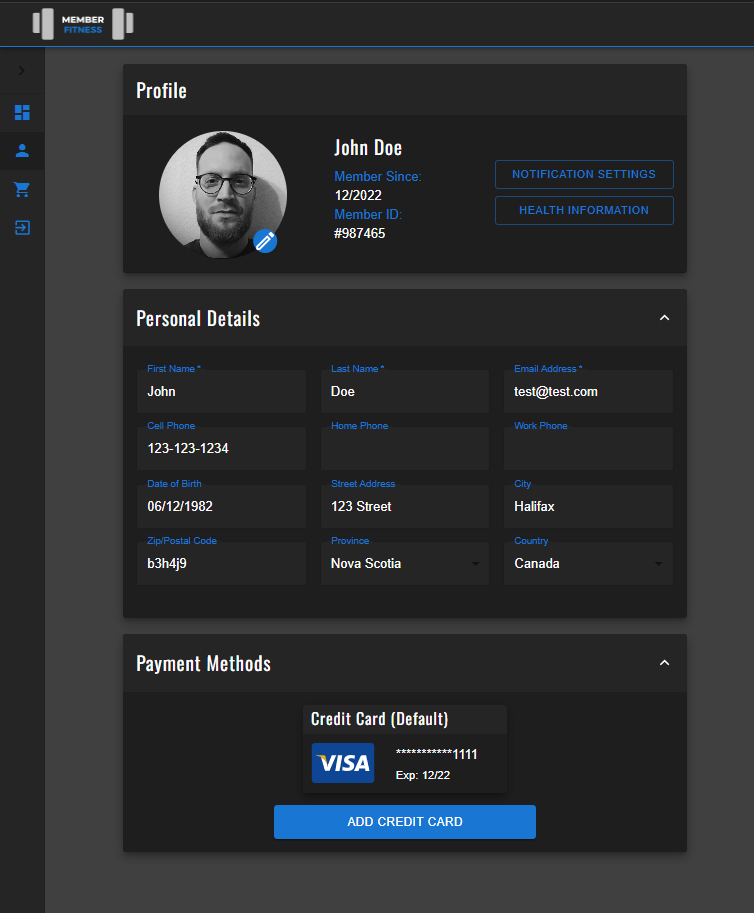 MEMBER
FITNESS
Profile
John Doe
Member Since:
12/2022
Member ID:
#987465
NOTIFICATION SETTINGS
HEALTH INFORMATION
Personal Details
First Name *
Last Name *
Email Address *
John
Doe
test@test.com
Cell Phone
Home Phone
Work Phone
123-123-1234
Date of Birth
Street Address
City
06/12/1982
123 Street
Halifax
Zip/Postal Code
Province
Country
b3h4j9
Nova Scotia
Canada
Payment Methods
Credit Card (Default)
VISA
***********1111
Exp: 12/22
ADD CREDIT CARD